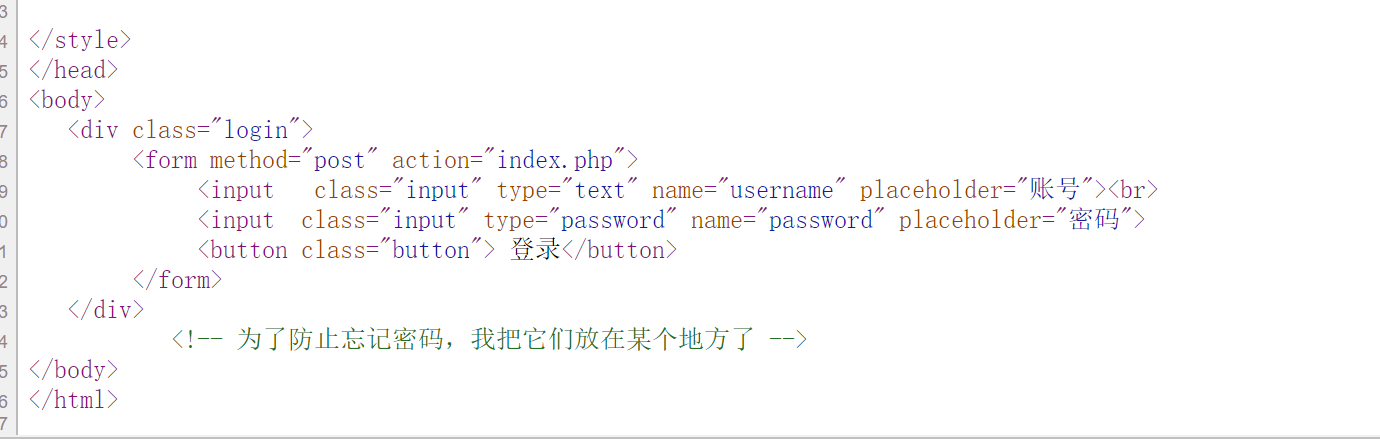 3
4 </style>
5 </head>
6 <body>
7 <div class="login">
8 <form method="post" action="index.php">
9 <input class="input" type="text" name="username" placeholder="账号"><br>
0 <input class="input" type="password" name="password" placeholder="密码">
1 <button class="button"> 登录</button>
2 </form>
3 </div>
4 <!-- 为了防止忘记密码，我把它们放在某个地方了 -->
5 </body>
6 </html>
7